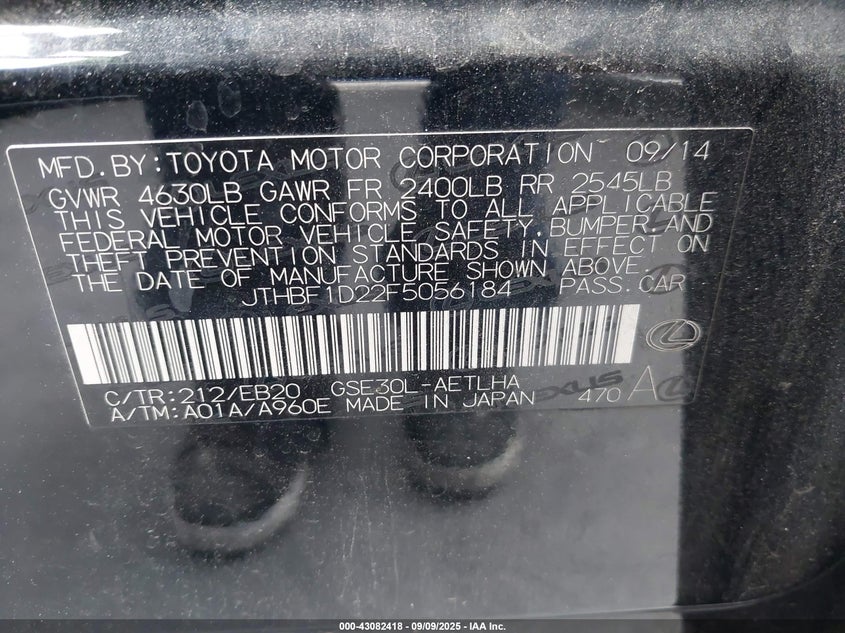 MFD.BY:TOYOTA MOTOR CORPORATION 09/14
GVWR 4630LB GAWR FR 2400LB RR 2545LB
THIS VEHICLE CONFORMS TO ALL APPLICABLE
FEDERAL MOTOR VEHICLE SAFETY,BUMPER,AND
THEFT PREVENTION STANDARDS IN EFFECT ON
THE DATE OF MANUFACTURE SHOWN ABOVE.
JTHBF1D22F5056184 PASS.CAR
C/TR:212/EB20 GSE30L-AETLHA
A/TM:A01A/A960E MADE IN JAPAN 470 A
000-43082418 - 09/09/2025 - IAA Inc.